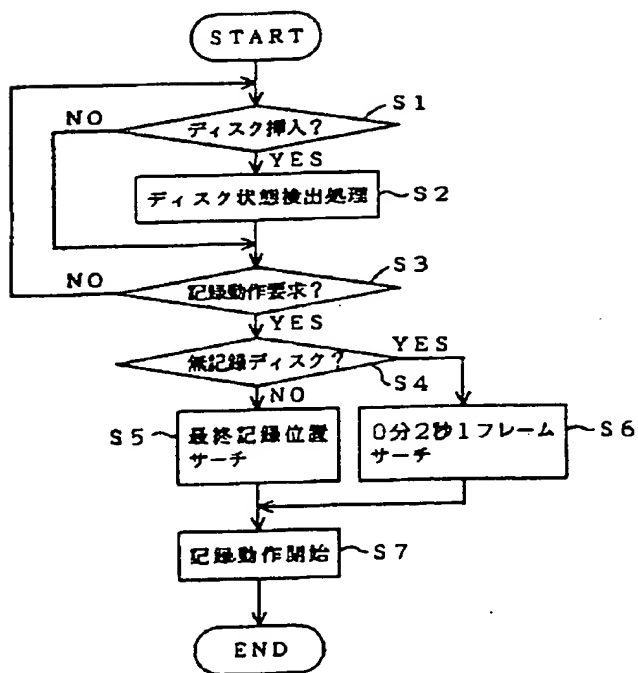 START
S1
NO
ディスク挿入?
YES
ディスク状態検出処理
S2
S3
NO
記録動作要求?
YES
YES
無記録ディスク?
S4
NO
S5
最終記録位置
サーチ
0分2秒1フレーム
サーチ
S6
記録動作開始
S7
END